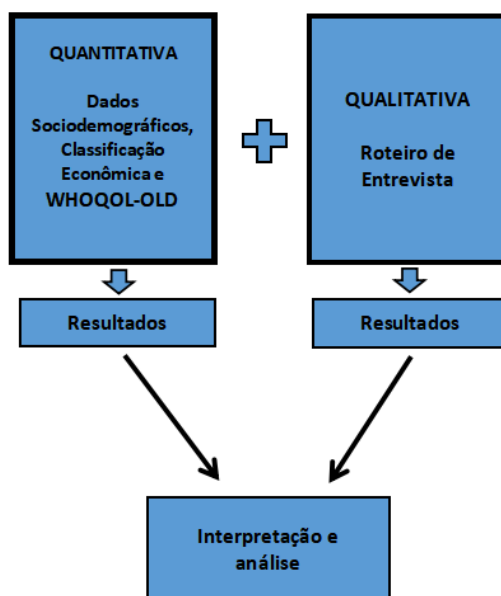 QUANTITATIVA
Dados
Sociodemográficos,
Classificação
Econômica e
WHOQOL-OLD
QUALITATIVA
Roteiro de
Entrevista
Resultados
Resultados
Interpretação e
análise